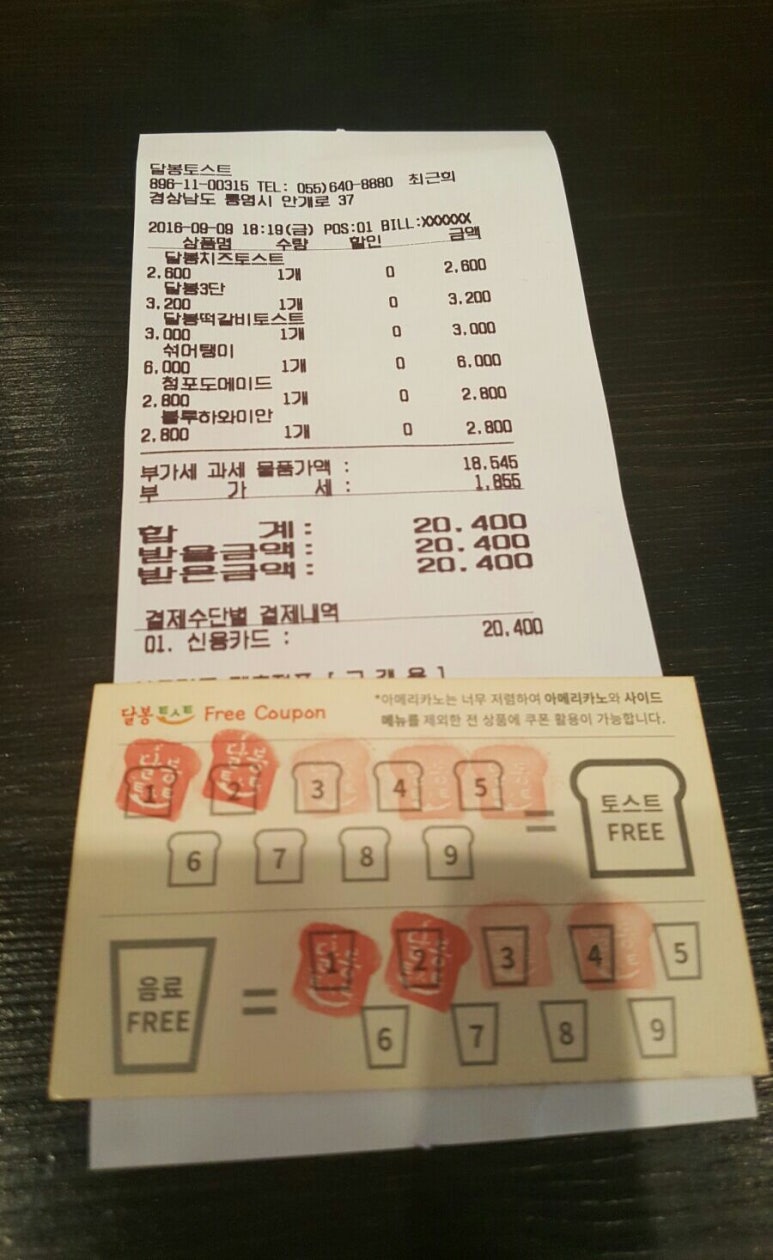 달봉토스트
896-11-00315 TEL: 055)640-8880 최근희
경상남도 통영시 안개로 37
2016-09-09 18:19(금) POS:01 BILL:XXXXXX
상품명 수량 할인 금액
달봉치즈토스트
2,600 1개 0 2,600
달봉3단
3,200 1개 0 3,200
달봉떡갈비토스트
3,000 1개 0 3,000
쉬어탱이
6,000 1개 0 6,000
청포도에이드
2,800 1개 0 2,800
블루하와이안
2,800 1개 0 2,800
부가세 과세 물품가액 : 18,545
부 가 세 : 1,855
합 계 : 20,400
받을금액 : 20,400
받은금액 : 20,400
결제수단별 결제내역
01. 신용카드 : 20,400
[ 고 객 용 ]
달봉토스트 Free Coupon
*아메리카노는 너무 저렴하여 아메리카노와 사이드
메뉴를 제외한 전 상품에 쿠폰 활용이 가능합니다.
1 2 3 4 5
= 토스트
FREE
6 7 8 9
음료
FREE
= 1 2 3 4 5
6 7 8 9